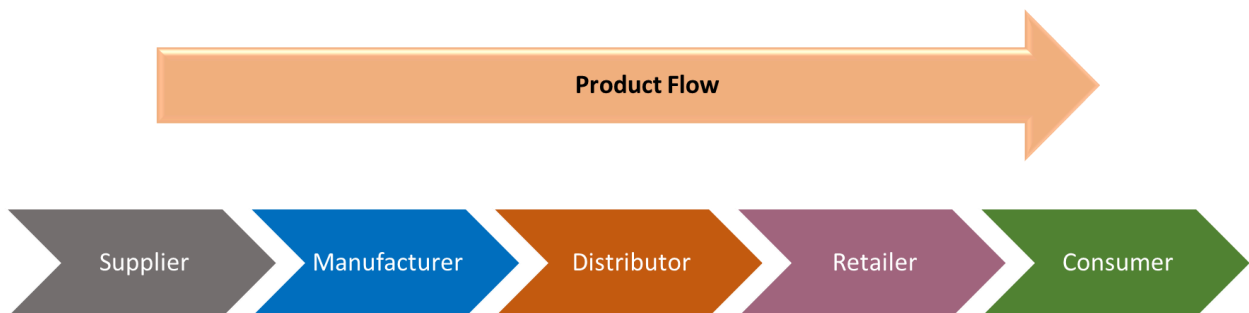 Product Flow
Supplier
Manufacturer
Distributor
Retailer
Consumer